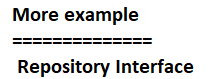 More example
==============
Repository Interface